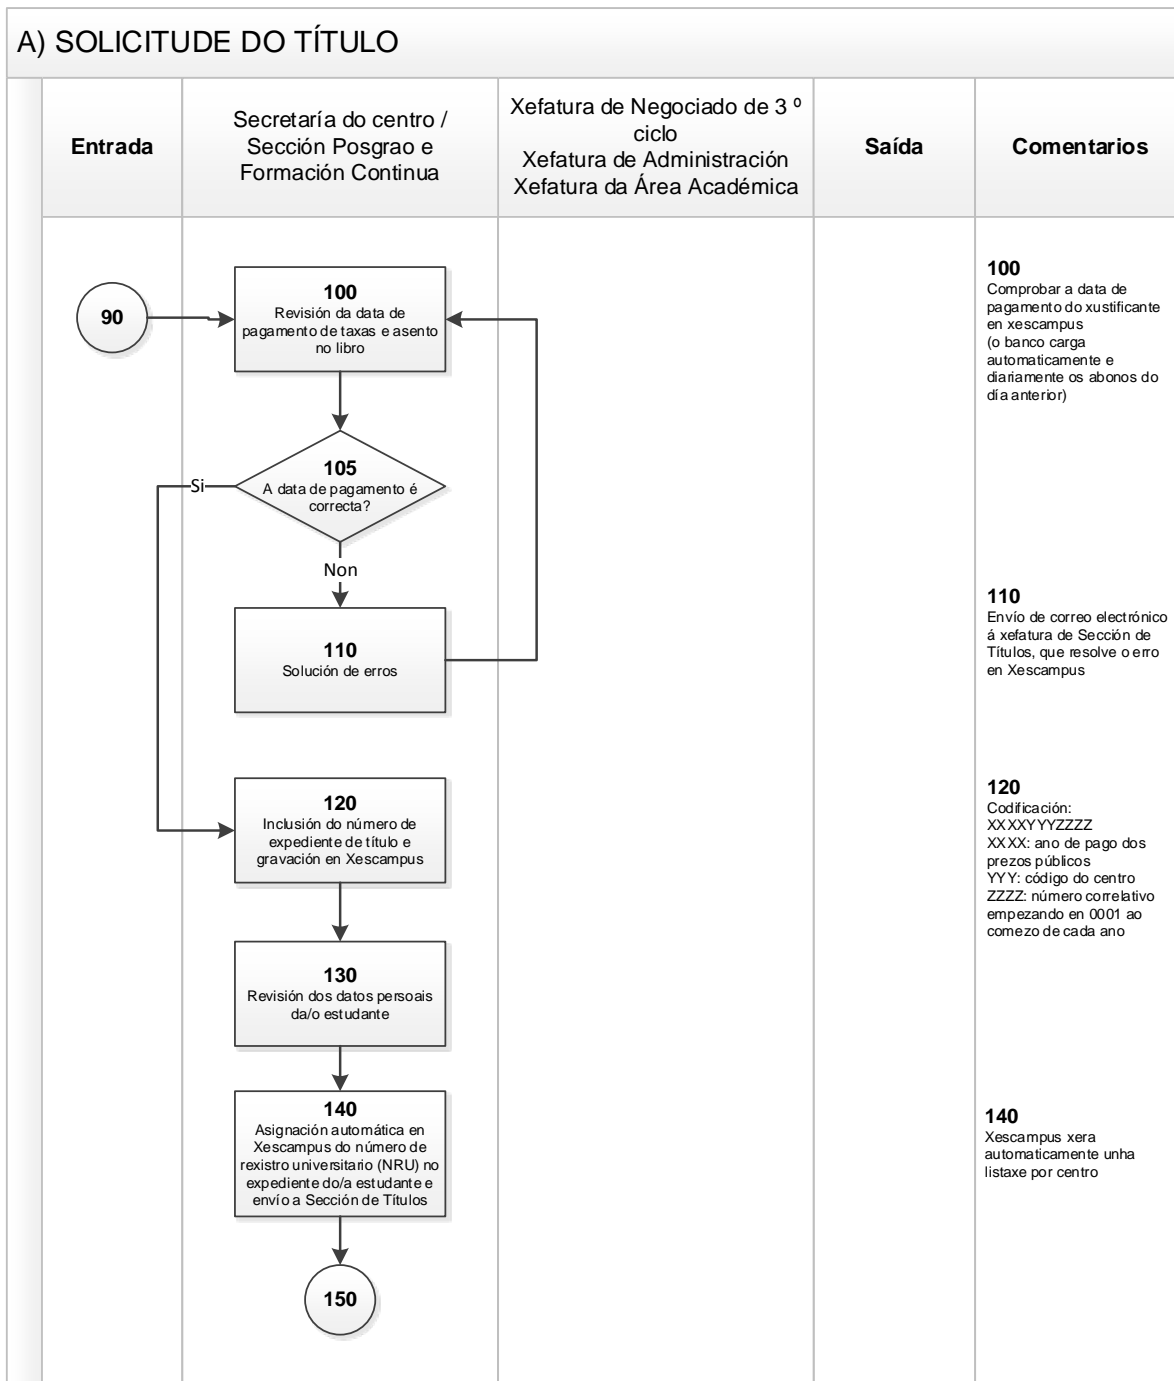 A) SOLICITUDE DO TÍTULO
Entrada
Secretaría do centro /
Sección Posgrao e
Formación Continua
Xefatura de Negociado de 3 º
ciclo
Xefatura de Administración
Xefatura da Área Académica
Saída
Comentarios
90
100
Revisión da data de
pagamento de taxas e asento
no libro
100
Comprobar a data de
pagamento do xustificante
en xescampus
(o banco carga
automaticamente e
diariamente os abonos do
día anterior)
105
A data de pagamento é
correcta?
Si
Non
110
Solución de erros
110
Envío de correo electrónico
á xefatura de Sección de
Títulos, que resolve o erro
en Xescampus
120
Inclusión do número de
expediente de título e
gravación en Xescampus
120
Codificación:
XXXXYYYZZZZ
XXXX: ano de pago dos
prezos públicos
YYY: código do centro
ZZZZ: número correlativo
empezando en 0001 ao
comezo de cada ano
130
Revisión dos datos persoais
da/o estudante
140
Asignación automática en
Xescampus do número de
rexistro universitario (NRU) no
expediente do/a estudante e
envío a Sección de Títulos
140
Xescampus xera
automaticamente unha
listaxe por centro
150